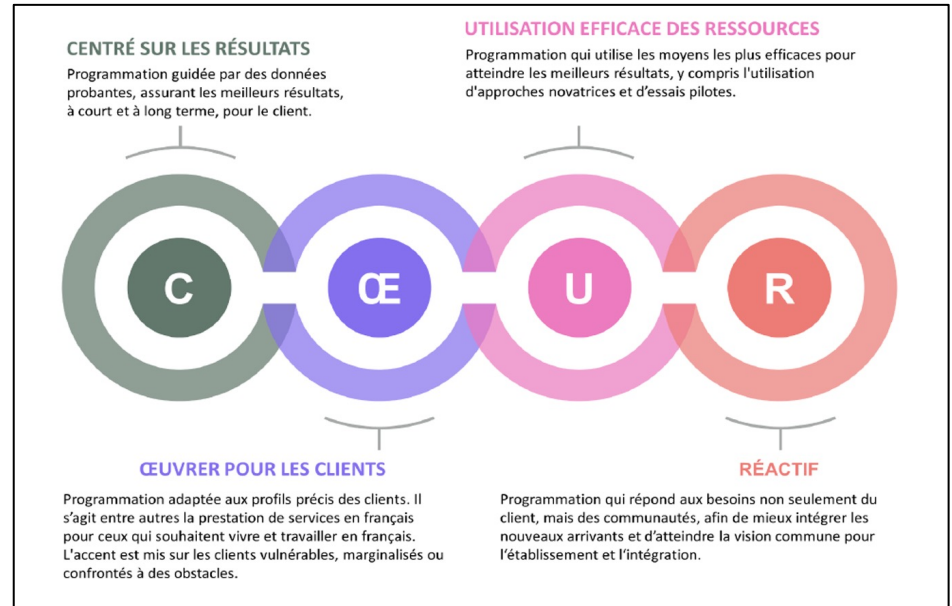 CENTRÉ SUR LES RÉSULTATS
Programmation guidée par des données
probantes, assurant les meilleurs résultats,
à court et à long terme, pour le client.
UTILISATION EFFICACE DES RESSOURCES
Programmation qui utilise les moyens les plus efficaces pour
atteindre les meilleurs résultats, y compris l'utilisation
d'approches novatrices et d’essais pilotes.
C
Œ
U
R
ŒUVRER POUR LES CLIENTS
Programmation adaptée aux profils précis des clients. Il
s’agit entre autres la prestation de services en français
pour ceux qui souhaitent vivre et travailler en français.
L'accent est mis sur les clients vulnérables, marginalisés ou
confrontés à des obstacles.
RÉACTIF
Programmation qui répond aux besoins non seulement du
client, mais des communautés, afin de mieux intégrer les
nouveaux arrivants et d’atteindre la vision commune pour
l’établissement et l’intégration.